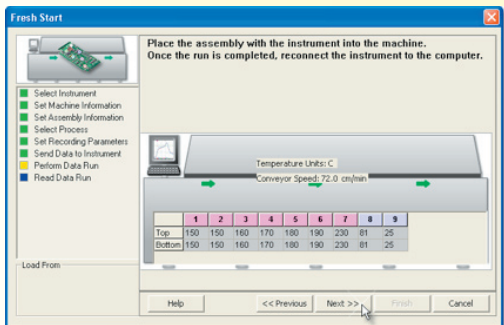 Fresh Start
Place the assembly with the instrument into the machine.
Once the run is completed, reconnect the instrument to the computer.
Select Instrument
Set Machine Information
Set Assembly Information
Select Process
Set Recording Parameters
Send Data to Instrument
Perform Data Run
Read Data Run
Load From
Temperature Units: C
Conveyor Speed: 72.0 cm/min
1 2 3 4 5 6 7 8 9
Top 150 150 160 170 180 190 230 81 25
Bottom 150 150 160 170 180 190 230 81 25
Help << Previous Next >> Finish Cancel